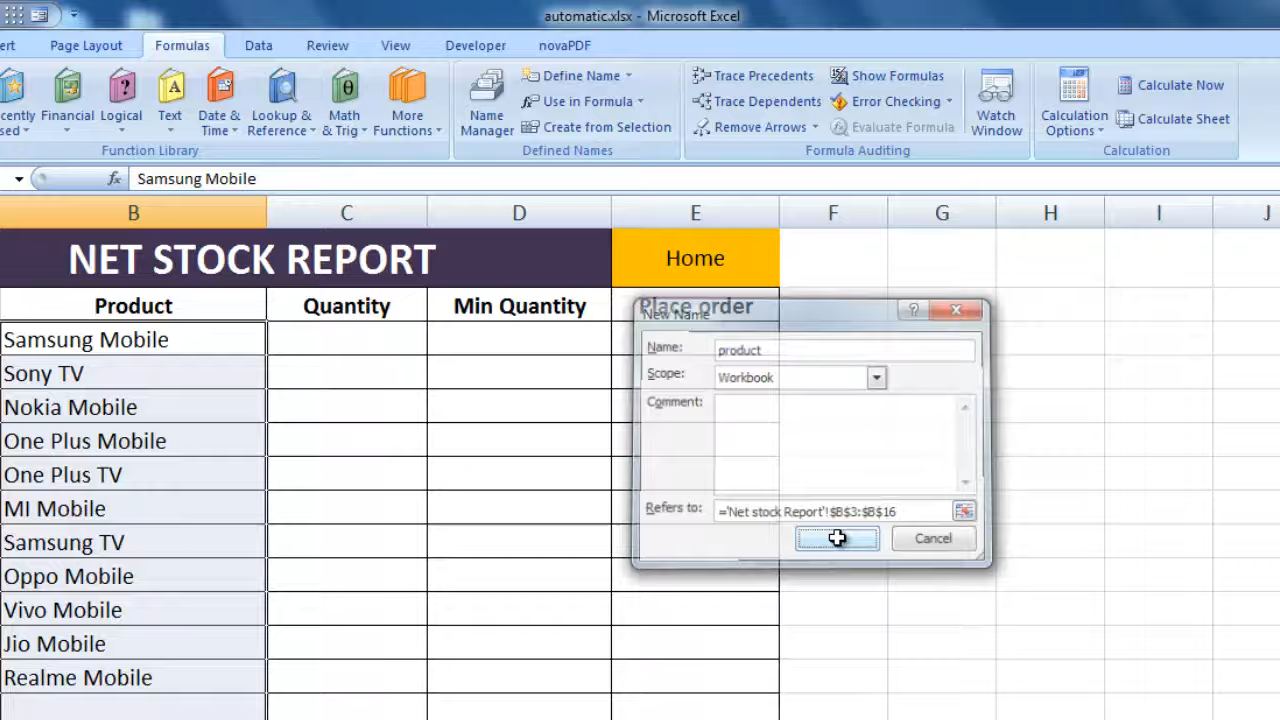 automatic.xlsx - Microsoft Excel
ert Page Layout Formulas Data Review View Developer novaPDF
cently Financial Logical Text Date & Lookup & Math More Name Define Name Trace Precedents Show Formulas Watch Calculation Calculate Now
sed Time Reference & Trig Functions Manager Use in Formula Trace Dependents Error Checking Window Options Calculate Sheet
Create from Selection Remove Arrows Evaluate Formula
Function Library Defined Names Formula Auditing Calculation
fx Samsung Mobile
B C D E F G H I J
NET STOCK REPORT Home
Product Quantity Min Quantity Place order
New Name
Samsung Mobile
Name: product
Sony TV
Scope: Workbook
Nokia Mobile
Comment:
One Plus Mobile
One Plus TV
MI Mobile
Refers to: ='Net stock Report'!$B$3:$B$16
Samsung TV
Cancel
Oppo Mobile
Vivo Mobile
Jio Mobile
Realme Mobile